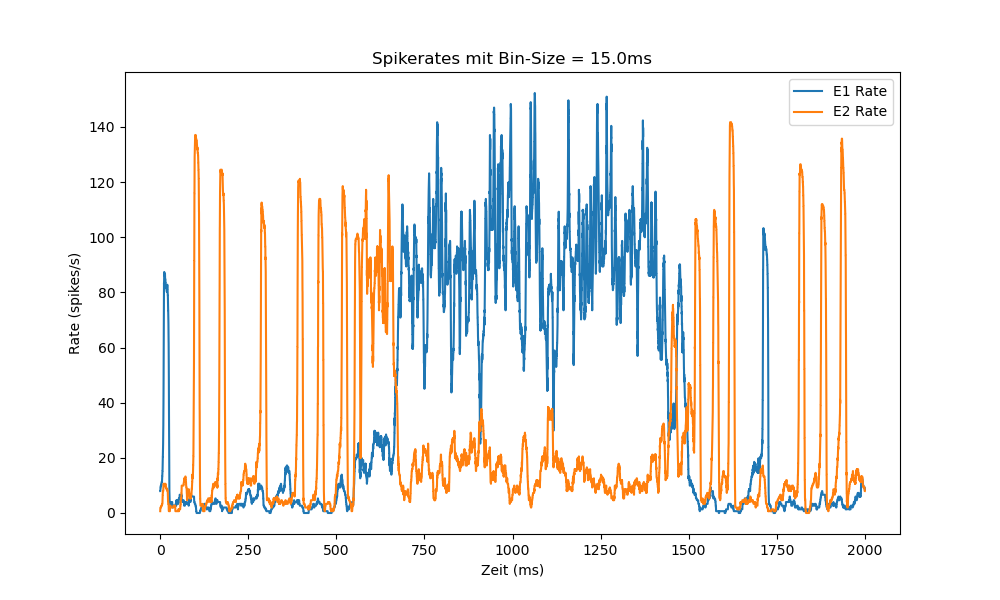 Spikerates mit Bin-Size = 15.0ms
E1 Rate
E2 Rate
Rate (spikes/s)
140
120
100
80
60
40
20
0
0 250 500 750 1000 1250 1500 1750 2000
Zeit (ms)